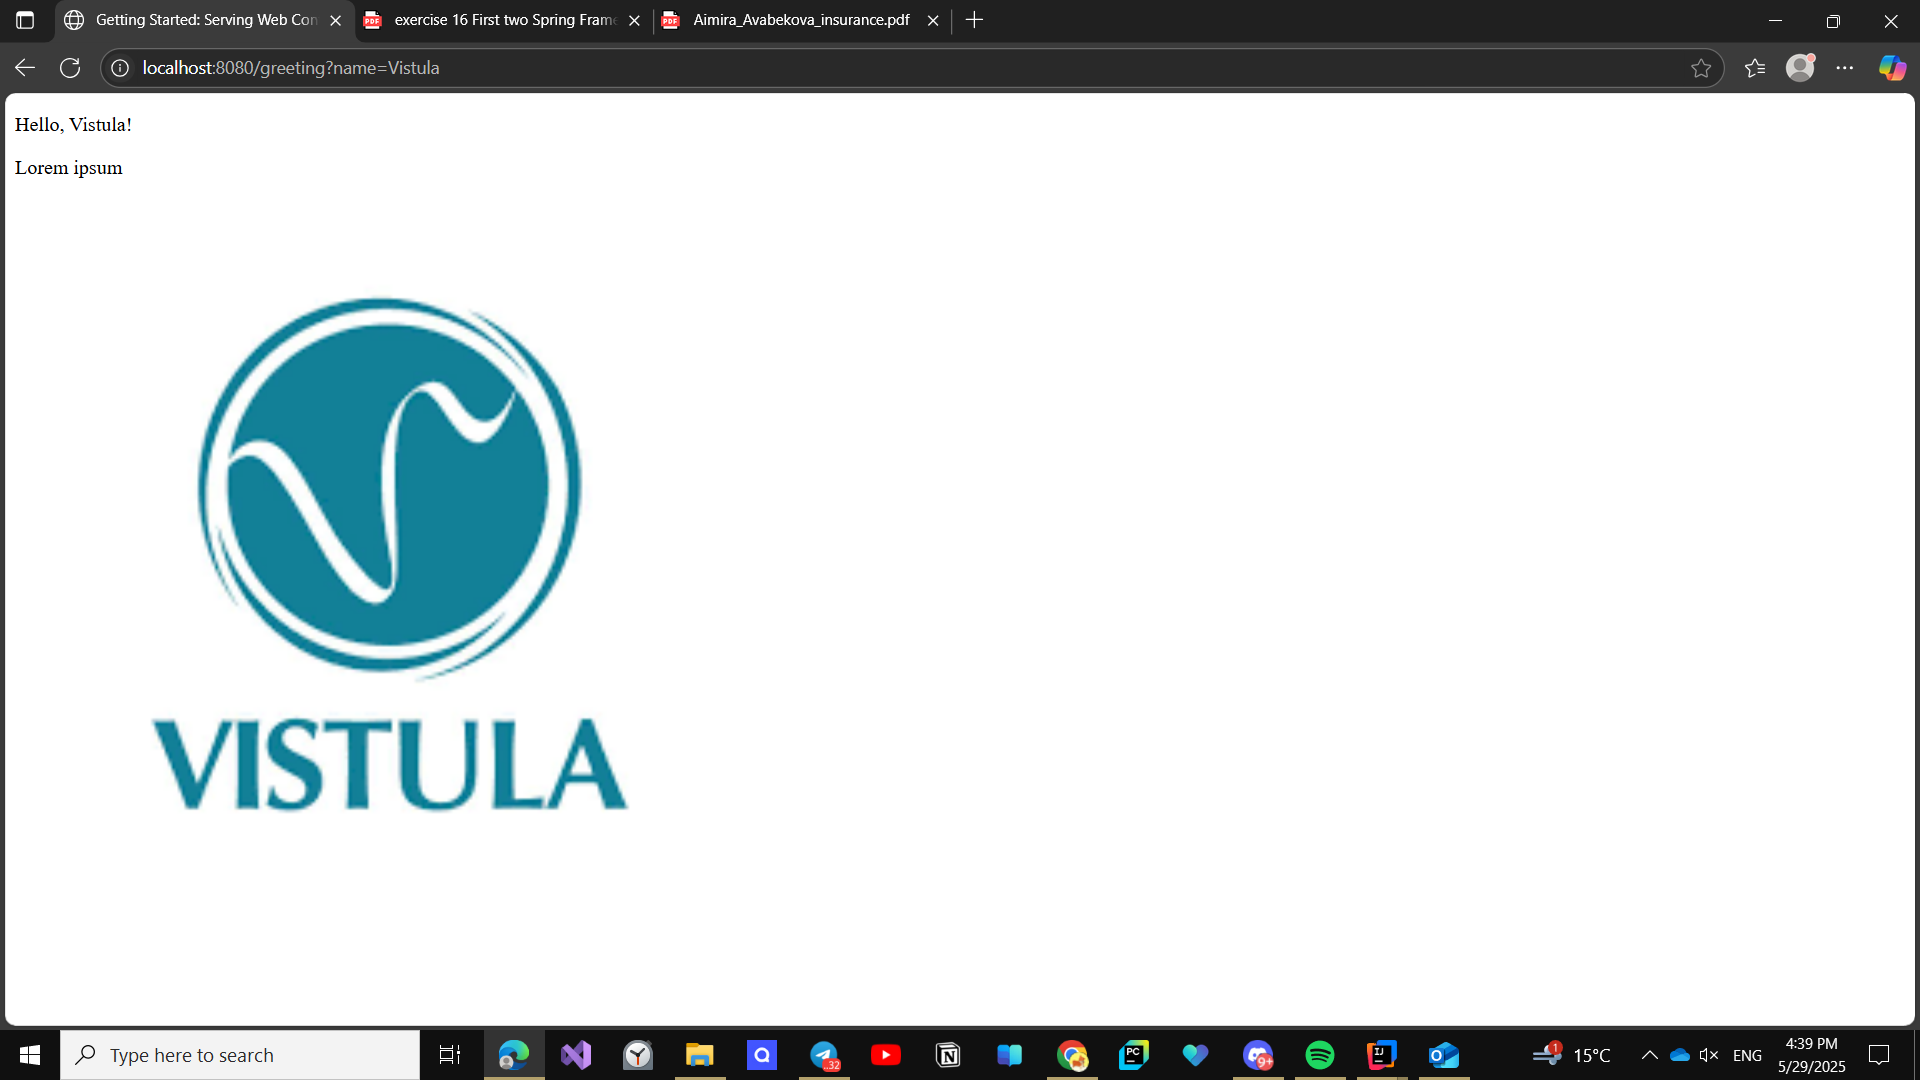 Getting Started: Serving Web Con
exercise 16 First two Spring Frame
Aimira_Avabekova_insurance.pdf
localhost:8080/greeting?name=Vistula
Hello, Vistula!
Lorem ipsum
VISTULA
Type here to search
32
PC
9+
IJ
1
15°C
ENG
4:39 PM
5/29/2025